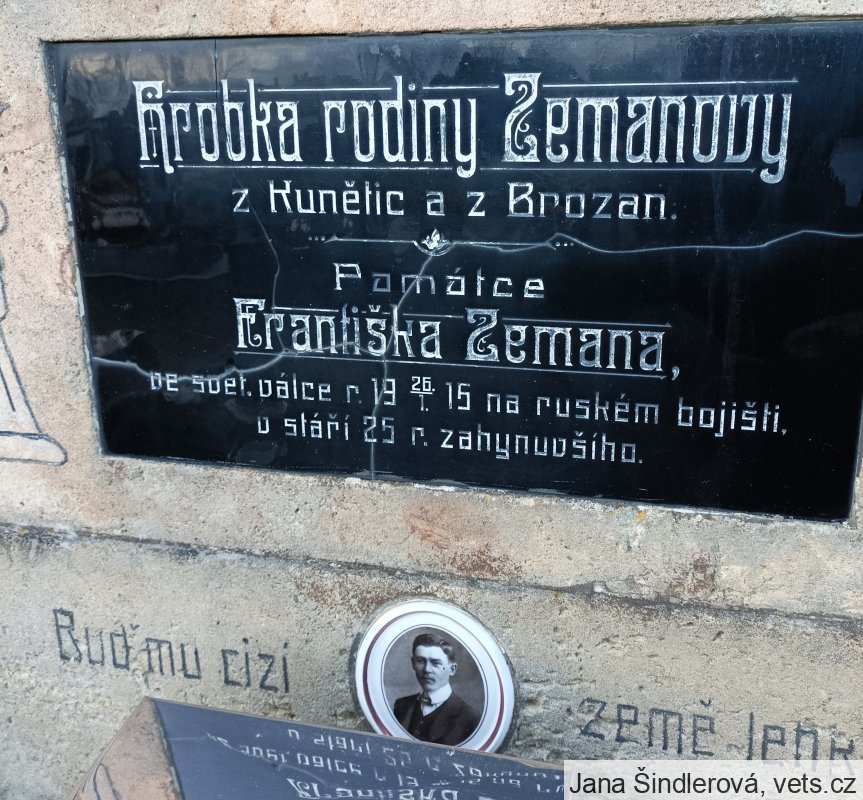 Hrobka rodiny Zemanovy
z Kunětic a z Brozan.
Památce
Františka Zemana,
ve svet. válce r. 19 26./I. 15 na ruském bojišti,
v stáří 25 r. zahynuvšího.
Buď mu cizí země lehk
Jana Šindlerová, vets.cz